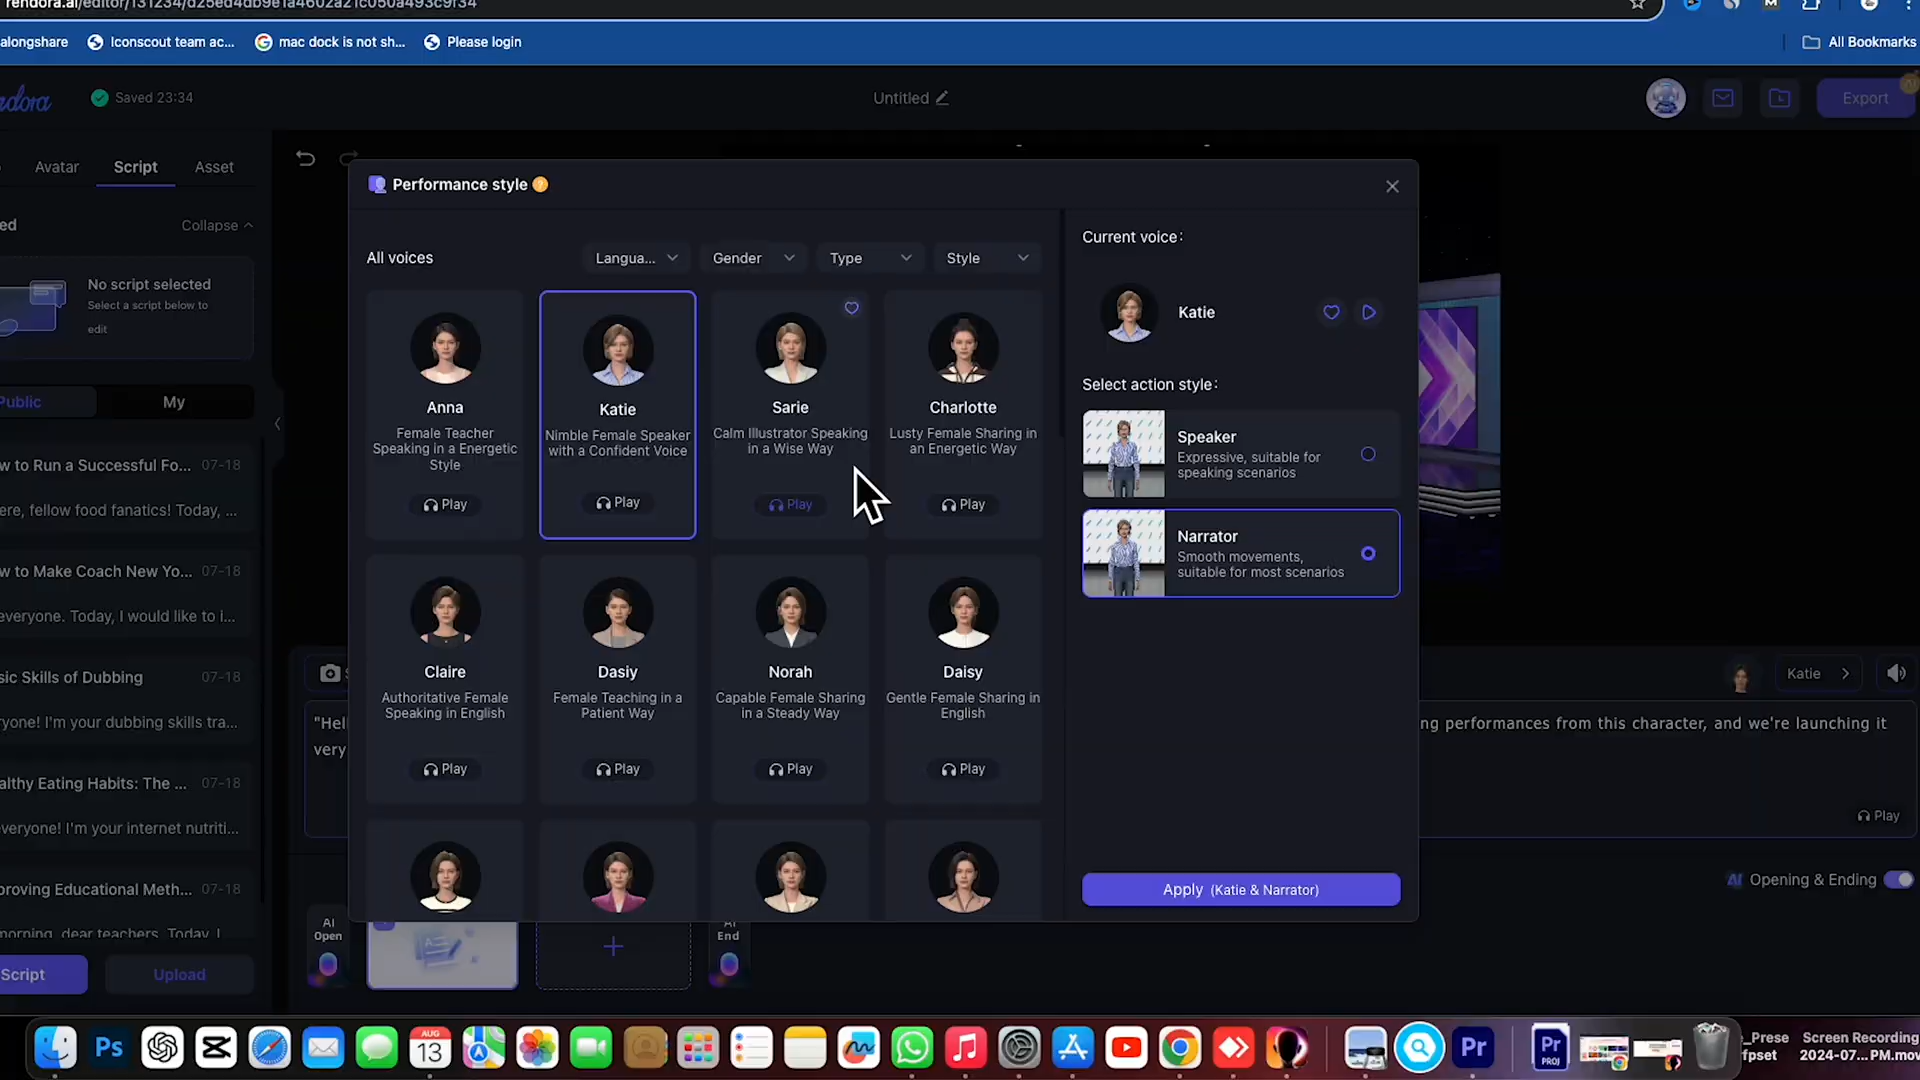 rendora.ai/editor/131234/d25ed4db9e1a4602a21c050a493c9f34
alongshare
Iconscout team ac...
mac dock is not sh...
Please login
All Bookmarks
ndora
Saved 23:34
Untitled
Export
Avatar
Script
Asset
Performance style ?
ed
Collapse
No script selected
Select a script below to
edit
Public
My
w to Run a Successful Fo...
07-18
ere, fellow food fanatics! Today, ...
w to Make Coach New Yo...
07-18
everyone. Today, I would like to i...
sic Skills of Dubbing
07-18
ryone! I'm your dubbing skills tra...
althy Eating Habits: The ...
07-18
everyone! I'm your internet nutriti...
proving Educational Meth...
07-18
morning, dear teachers. Today, I
Script
Upload
All voices
Langua...
Gender
Type
Style
Anna
Female Teacher
Speaking in a Energetic
Style
Play
Katie
Nimble Female Speaker
with a Confident Voice
Play
Sarie
Calm Illustrator Speaking
in a Wise Way
Play
Charlotte
Lusty Female Sharing in
an Energetic Way
Play
Claire
Authoritative Female
Speaking in English
Play
Dasiy
Female Teaching in a
Patient Way
Play
Norah
Capable Female Sharing
in a Steady Way
Play
Daisy
Gentle Female Sharing in
English
Play
Current voice:
Katie
Select action style:
Speaker
Expressive, suitable for
speaking scenarios
Narrator
Smooth movements,
suitable for most scenarios
Apply (Katie & Narrator)
Katie
"Hel
very
ng performances from this character, and we're launching it
Play
AI Opening & Ending
AI
Open
AI
End
Ps
AUG
13
Pr
Pr
PROJ
_Prese
fpset
Screen Recording
2024-07...PM.mov